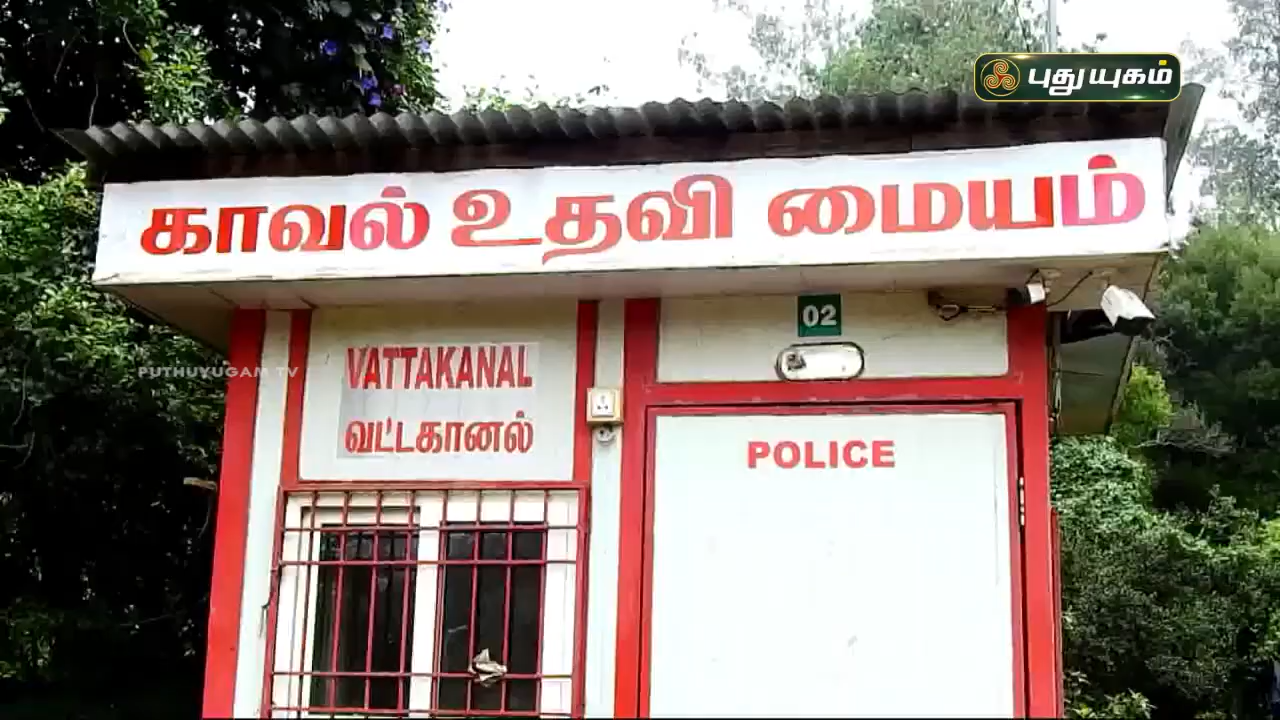 புதுயுகம்
காவல் உதவி மையம்
02
VATTAKANAL
வட்டகானல்
PUTHUYUGAM TV
POLICE